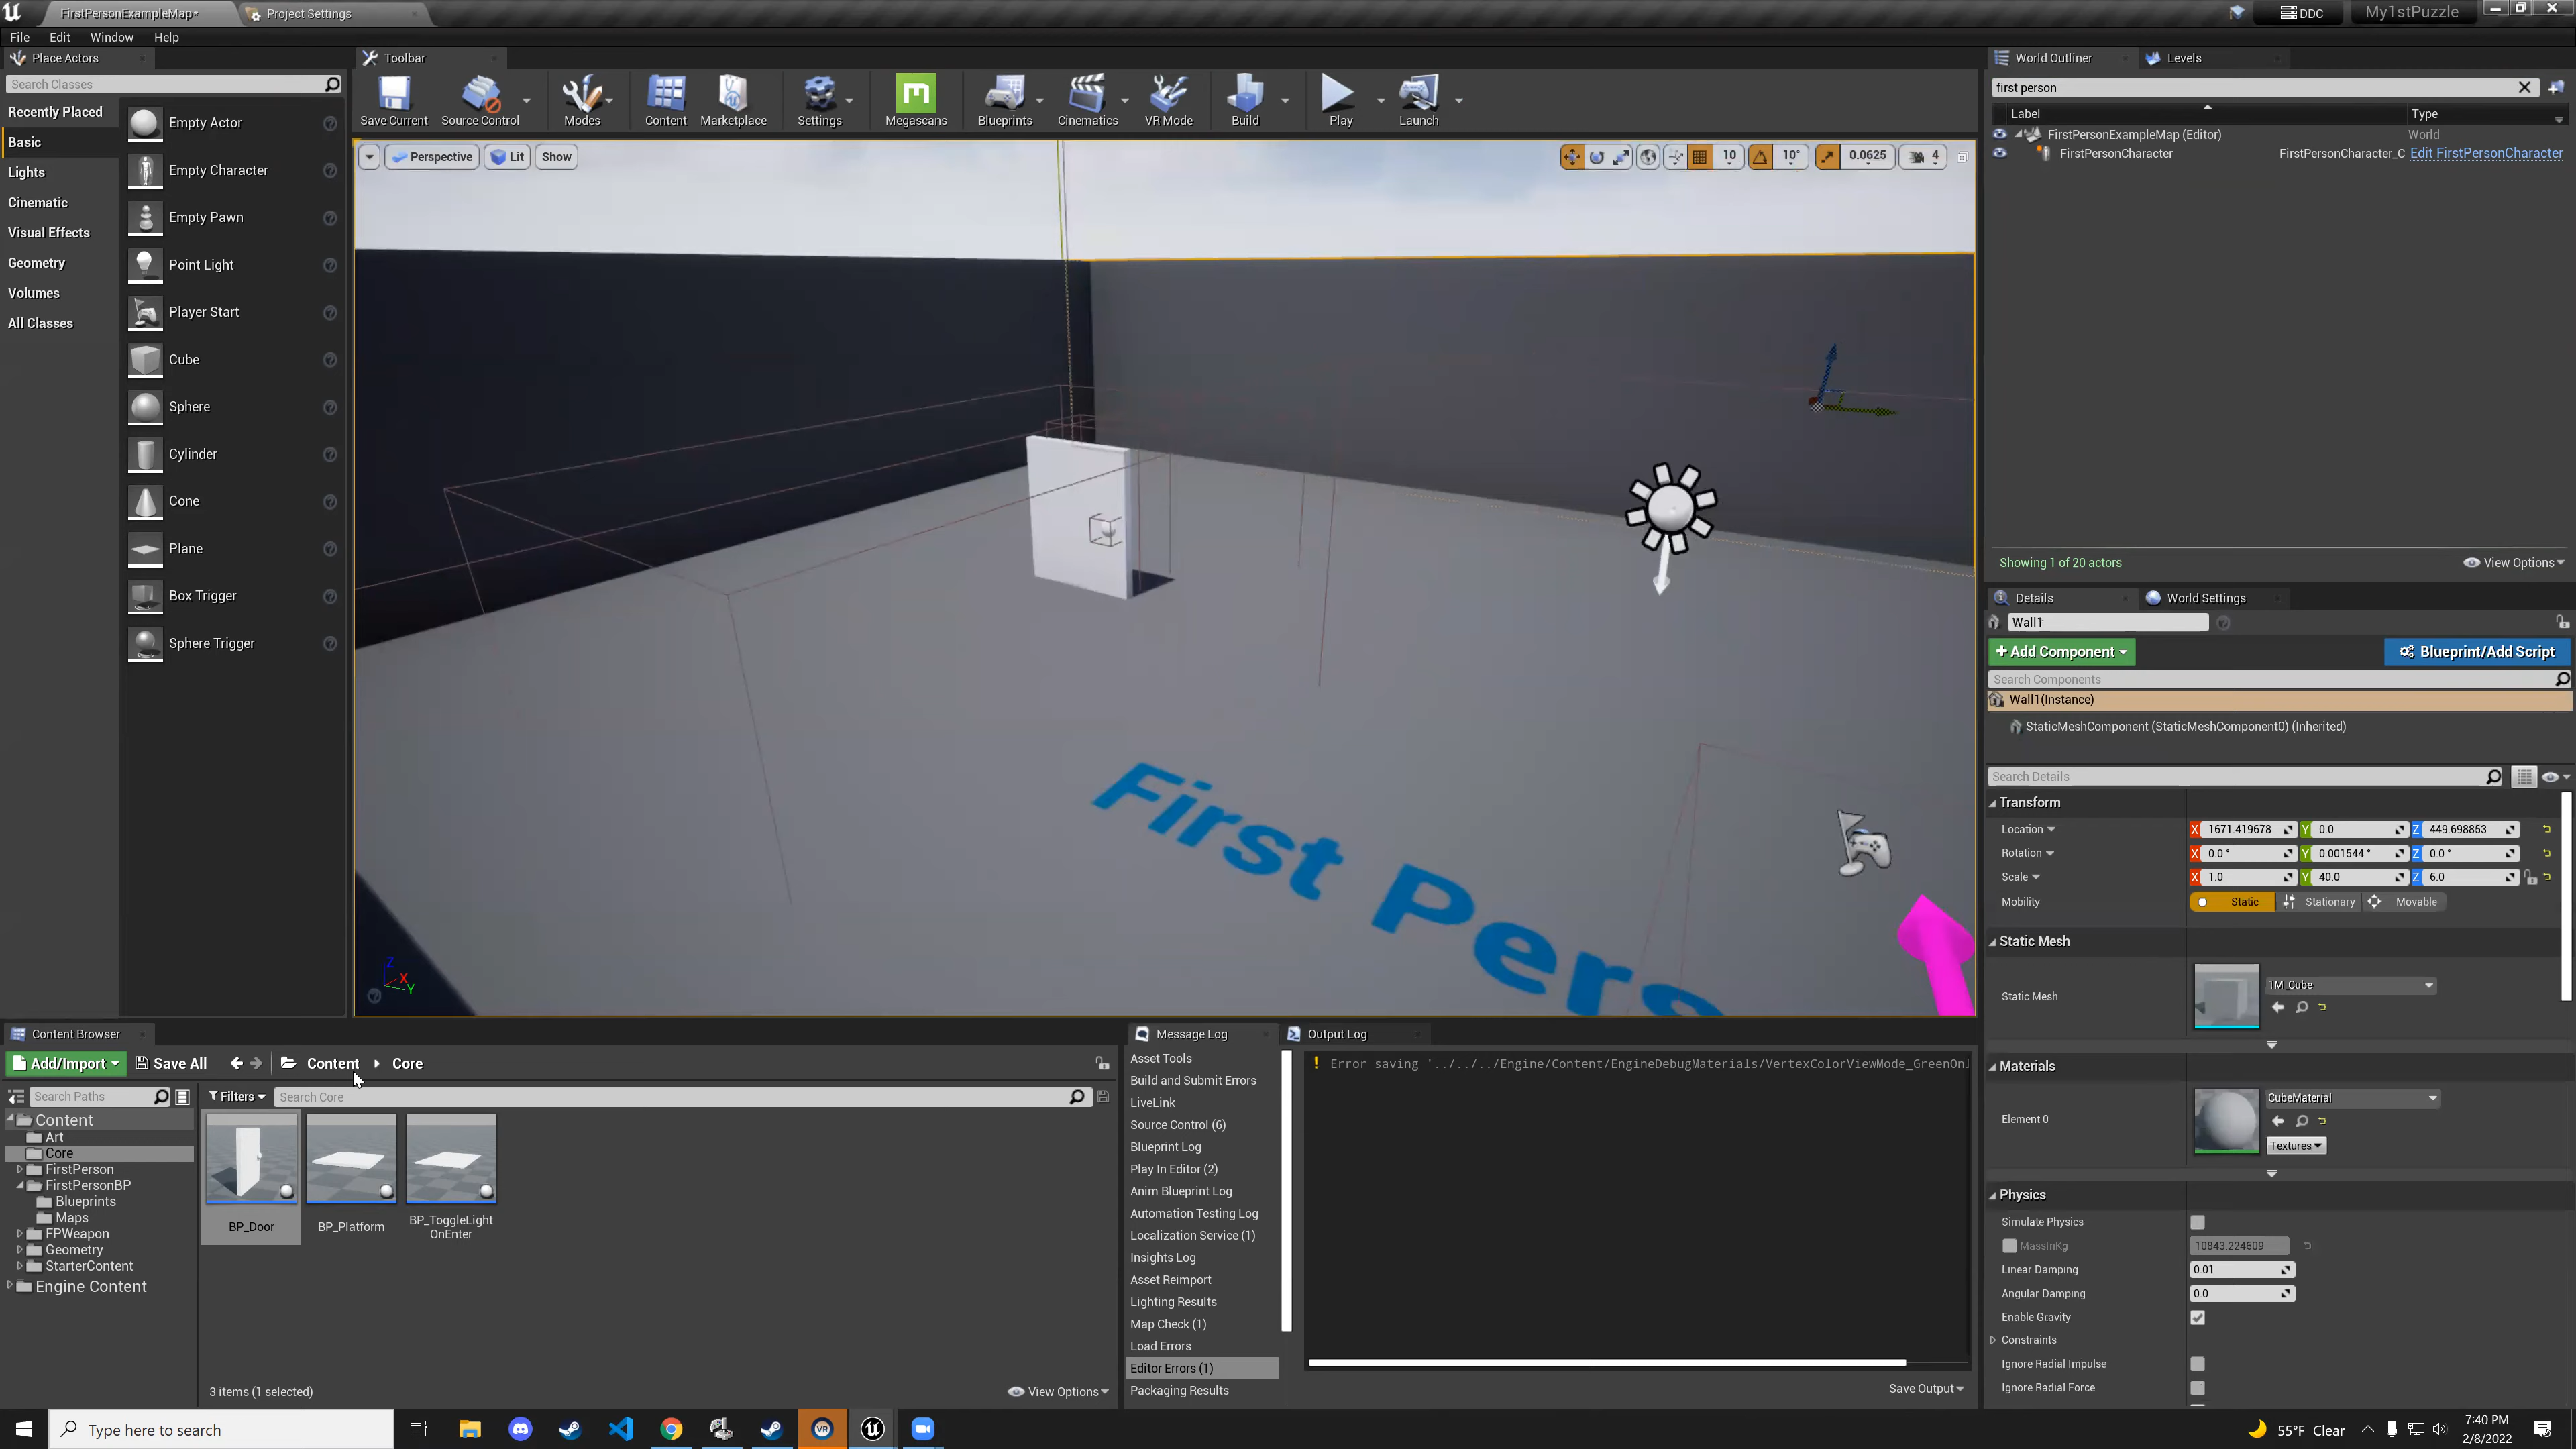 FirstPersonExampleMap*
Project Settings
DDC
My1stPuzzle
File Edit Window Help
Place Actors
Toolbar
World Outliner
Levels
Search Classes
Recently Placed
Basic
Lights
Cinematic
Visual Effects
Geometry
Volumes
All Classes
Empty Actor
Empty Character
Empty Pawn
Point Light
Player Start
Cube
Sphere
Cylinder
Cone
Plane
Box Trigger
Sphere Trigger
Save Current
Source Control
Modes
Content
Marketplace
Settings
Megascans
Blueprints
Cinematics
VR Mode
Build
Play
Launch
Perspective
Lit
Show
10
10°
0.0625
4
First Perso
Z
X
Y
first person
Label
Type
FirstPersonExampleMap (Editor)
World
FirstPersonCharacter
FirstPersonCharacter_C
Edit FirstPersonCharacter
Showing 1 of 20 actors
View Options
Details
World Settings
Wall1
+ Add Component
Blueprint/Add Script
Search Components
Wall1(Instance)
StaticMeshComponent (StaticMeshComponent0) (Inherited)
Search Details
Transform
Location X 1671.419678 Y 0.0 Z 449.698853
Rotation X 0.0 ° Y 0.001544 ° Z 0.0 °
Scale X 1.0 Y 40.0 Z 6.0
Mobility Static Stationary Movable
Static Mesh
Static Mesh
1M_Cube
Materials
Element 0
CubeMaterial
Textures
Physics
Simulate Physics
MassInKg 10843.224609
Linear Damping 0.01
Angular Damping 0.0
Enable Gravity
Constraints
Ignore Radial Impulse
Ignore Radial Force
Content Browser
Add/Import
Save All
Content
Core
Search Paths
Filters
Search Core
Content
Art
Core
FirstPerson
FirstPersonBP
Blueprints
Maps
FPWeapon
Geometry
StarterContent
Engine Content
BP_Door
BP_Platform
BP_ToggleLight
OnEnter
3 items (1 selected)
View Options
Message Log
Output Log
Asset Tools
Build and Submit Errors
LiveLink
Source Control (6)
Blueprint Log
Play In Editor (2)
Anim Blueprint Log
Automation Testing Log
Localization Service (1)
Insights Log
Asset Reimport
Lighting Results
Map Check (1)
Load Errors
Editor Errors (1)
Packaging Results
! Error saving '../../../Engine/Content/EngineDebugMaterials/VertexColorViewMode_GreenOnl
Save Output
Type here to search
VR
55°F Clear
7:40 PM
2/8/2022